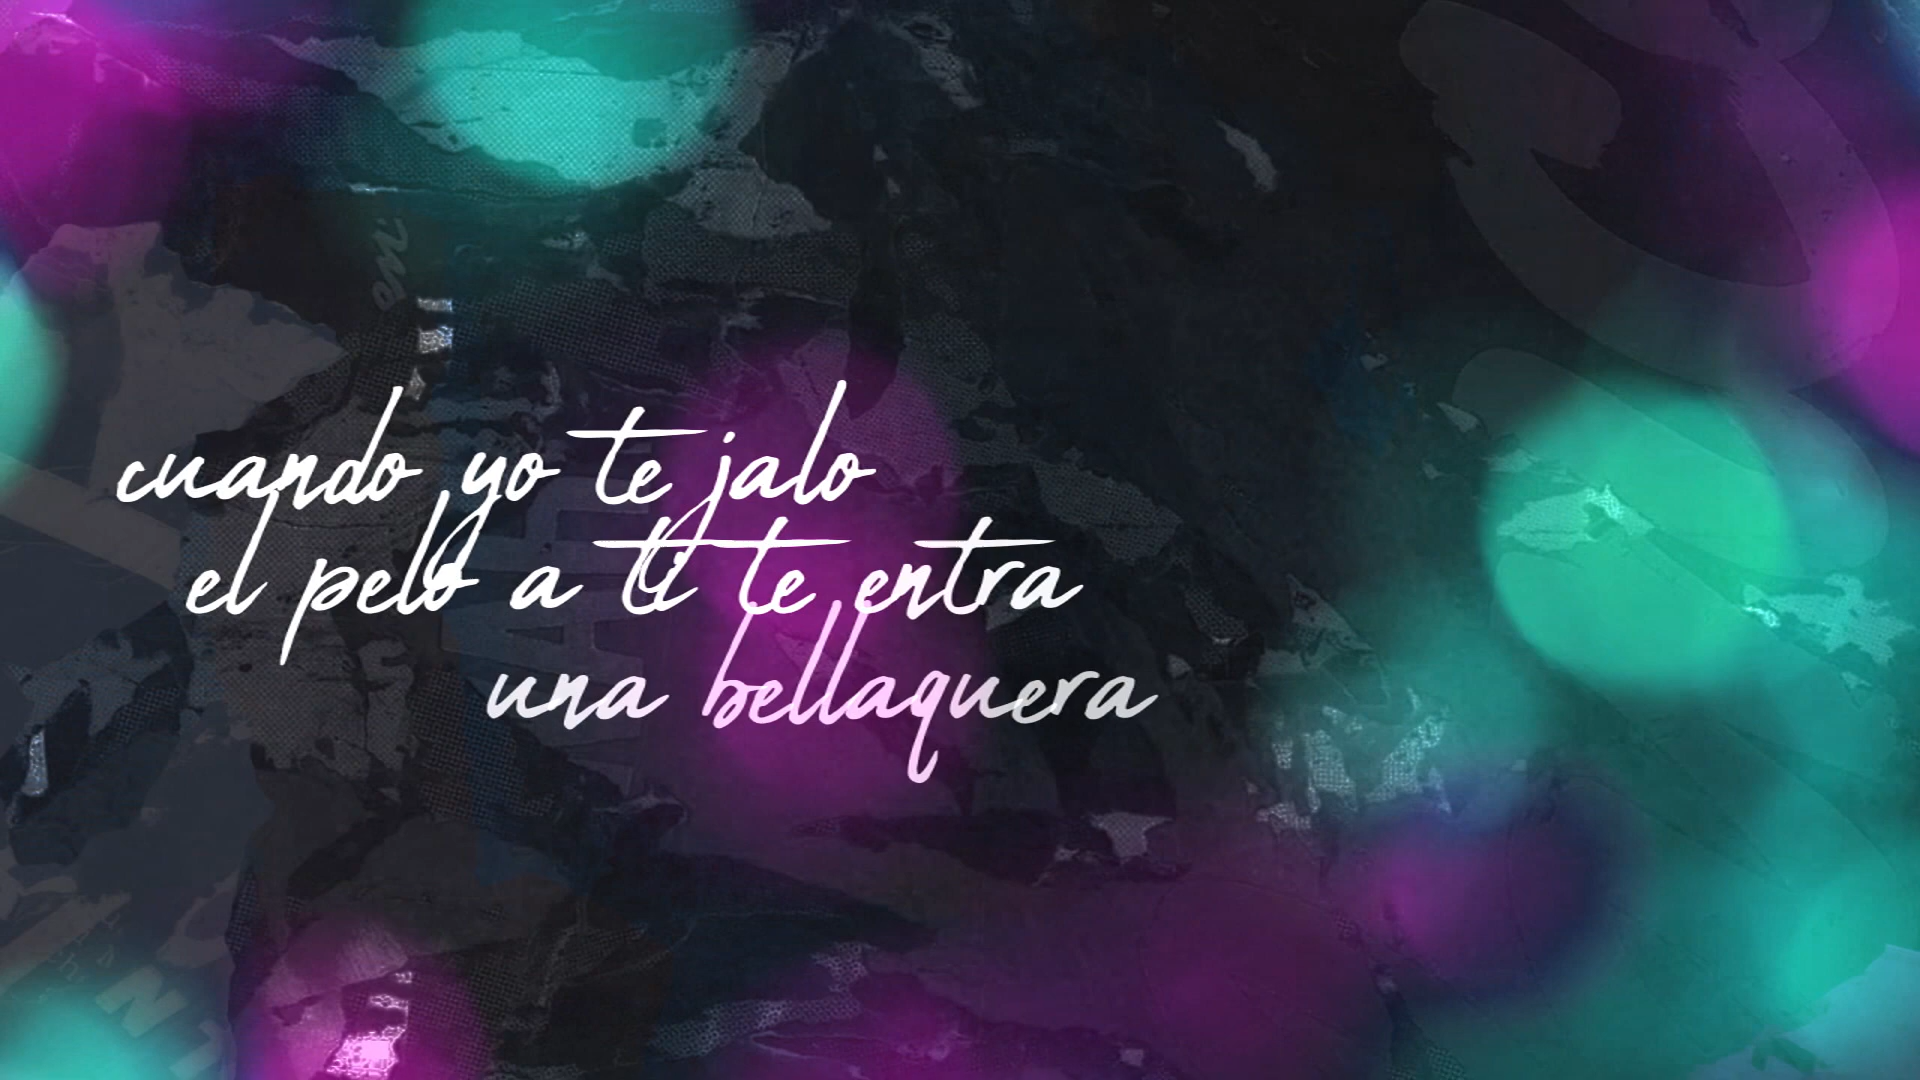 cuando yo te jalo
el pelo a ti te entra
una bellaquera